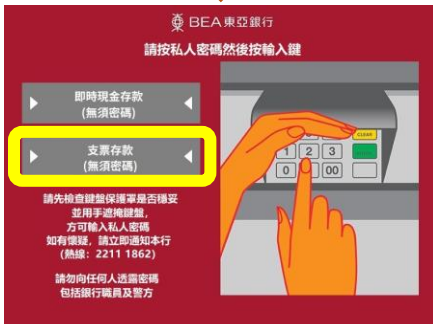 BEA東亞銀行
請按私人密碼然後按輸入鍵
即時現金存款
(無須密碼)
支票存款
(無須密碼)
請先檢查鍵盤保護罩是否穩妥
並用手遮掩鍵盤,
方可輸入私人密碼
如有懷疑, 請立即通知本行
(熱線: 2211 1862)
請勿向任何人透露密碼
包括銀行職員及警方
CLEAR
1 2 3
0 00